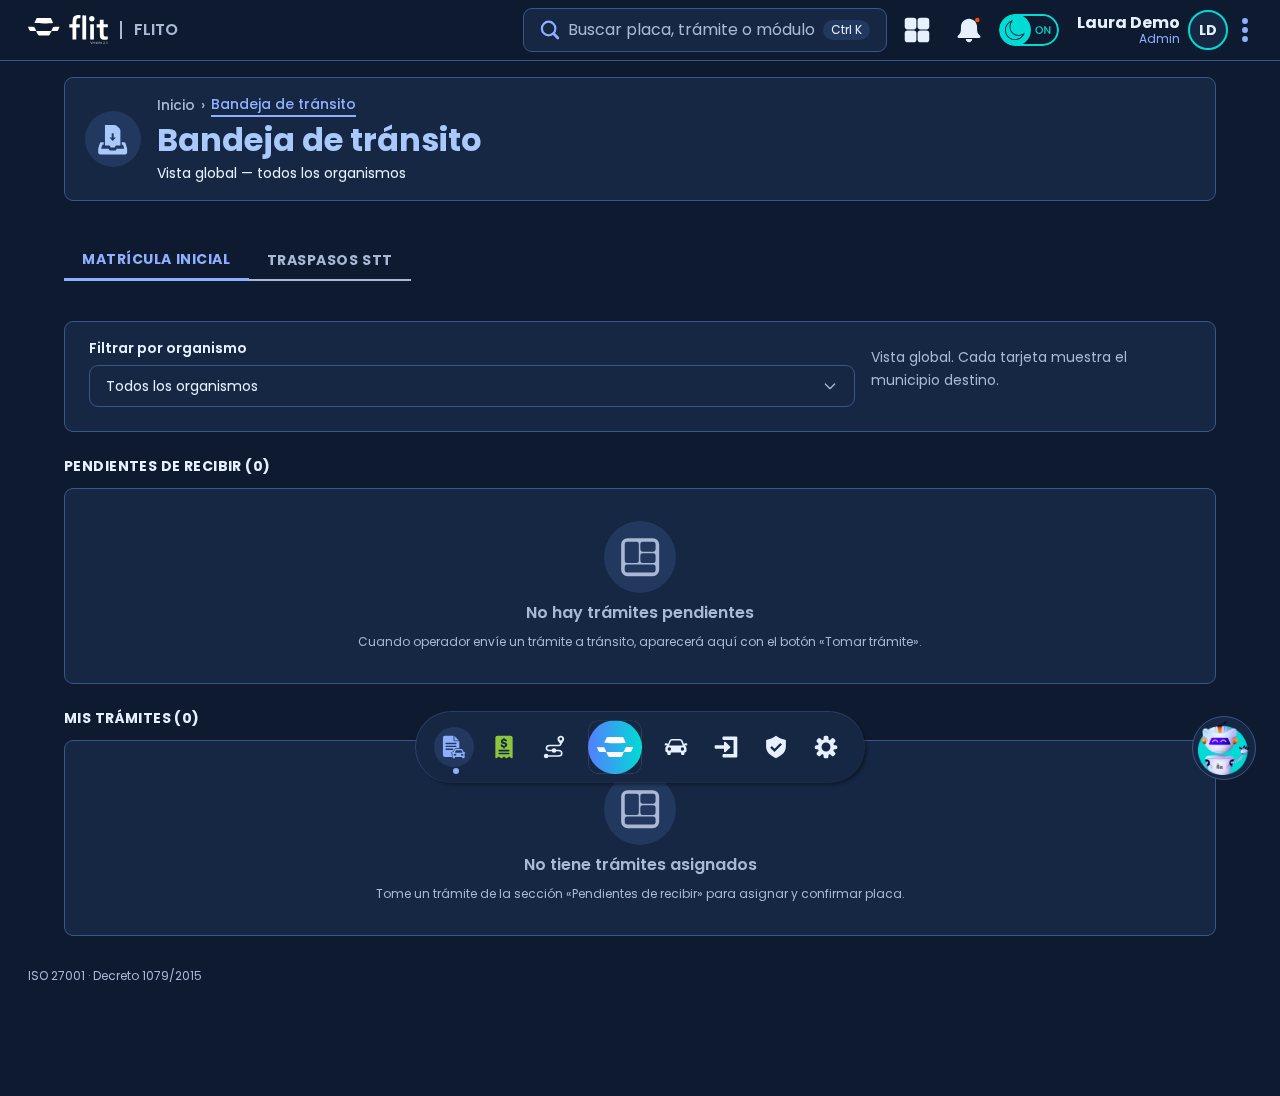 flit
FLITO
Buscar placa, trámite o módulo
Ctrl K
ON
Laura Demo
Admin
LD
Inicio › Bandeja de tránsito
Bandeja de tránsito
Vista global — todos los organismos
MATRÍCULA INICIAL
TRASPASOS STT
Filtrar por organismo
Todos los organismos
Vista global. Cada tarjeta muestra el
municipio destino.
PENDIENTES DE RECIBIR (0)
No hay trámites pendientes
Cuando operador envíe un trámite a tránsito, aparecerá aquí con el botón «Tomar trámite».
MIS TRÁMITES (0)
No tiene trámites asignados
Tome un trámite de la sección «Pendientes de recibir» para asignar y confirmar placa.
ISO 27001 · Decreto 1079/2015